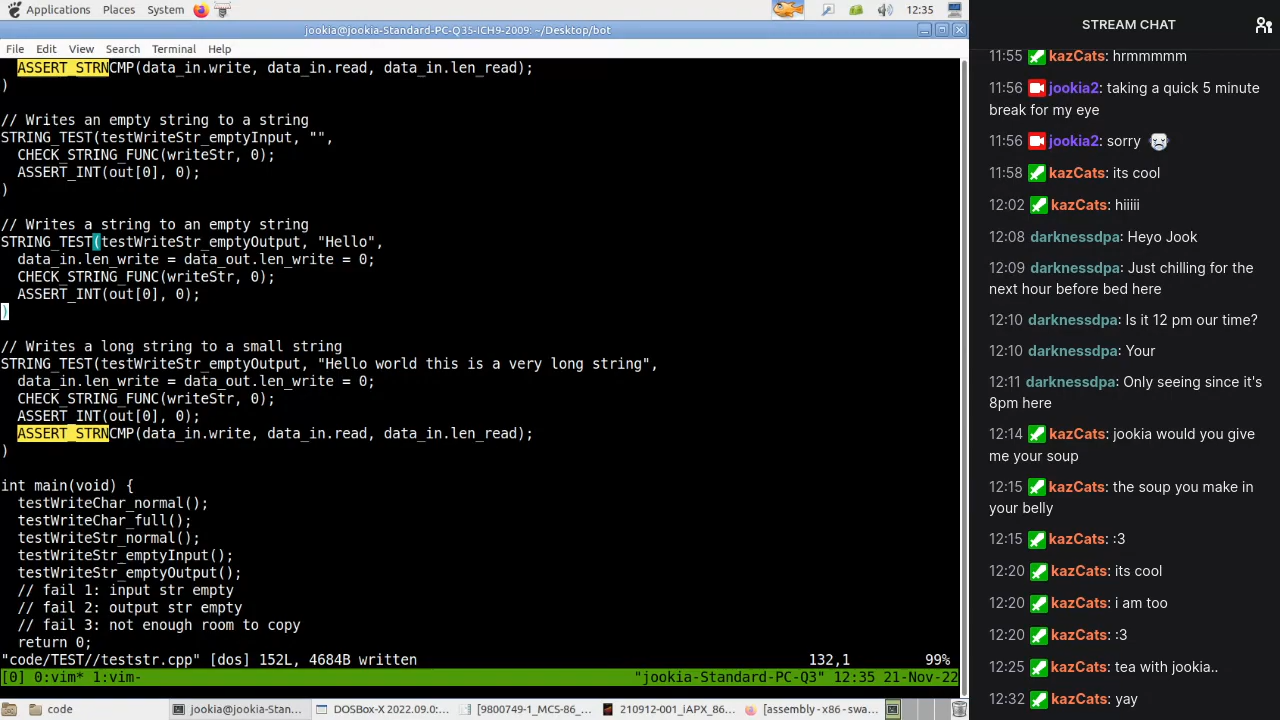 Applications Places System 12:35
STREAM CHAT
jookia@jookia-Standard-PC-Q35-ICH9-2009: ~/Desktop/bot
File Edit View Search Terminal Help
ASSERT_STRNCMP(data_in.write, data_in.read, data_in.len_read);
)
// Writes an empty string to a string
STRING_TEST(testWriteStr_emptyInput, "",
CHECK_STRING_FUNC(writeStr, 0);
ASSERT_INT(out[0], 0);
)
// Writes a string to an empty string
STRING_TEST(testWriteStr_emptyOutput, "Hello",
data_in.len_write = data_out.len_write = 0;
CHECK_STRING_FUNC(writeStr, 0);
ASSERT_INT(out[0], 0);
)
// Writes a long string to a small string
STRING_TEST(testWriteStr_emptyOutput, "Hello world this is a very long string",
data_in.len_write = data_out.len_write = 0;
CHECK_STRING_FUNC(writeStr, 0);
ASSERT_INT(out[0], 0);
ASSERT_STRNCMP(data_in.write, data_in.read, data_in.len_read);
)
int main(void) {
testWriteChar_normal();
testWriteChar_full();
testWriteStr_normal();
testWriteStr_emptyInput();
testWriteStr_emptyOutput();
// fail 1: input str empty
// fail 2: output str empty
// fail 3: not enough room to copy
return 0;
"code/TEST//teststr.cpp" [dos] 152L, 4684B written 132,1 99%
[0] 0:vim* 1:vim- "jookia-Standard-PC-Q3" 12:35 21-Nov-22
code jookia@jookia-Stan... DOSBox 2022.09.0:... [9800749-1_MCS-86_... 210912-001_iAPX_86... [assembly - x86 - swa...
11:55 kazCats: hrmmmmm
11:56 jookia2: taking a quick 5 minute
break for my eye
11:56 jookia2: sorry
11:58 kazCats: its cool
12:02 kazCats: hiiiii
12:08 darknessdpa: Heyo Jook
12:09 darknessdpa: Just chilling for the
next hour before bed here
12:10 darknessdpa: Is it 12 pm our time?
12:10 darknessdpa: Your
12:11 darknessdpa: Only seeing since it's
8pm here
12:14 kazCats: jookia would you give
me your soup
12:15 kazCats: the soup you make in
your belly
12:15 kazCats: :3
12:20 kazCats: its cool
12:20 kazCats: i am too
12:20 kazCats: :3
12:25 kazCats: tea with jookia..
12:32 kazCats: yay